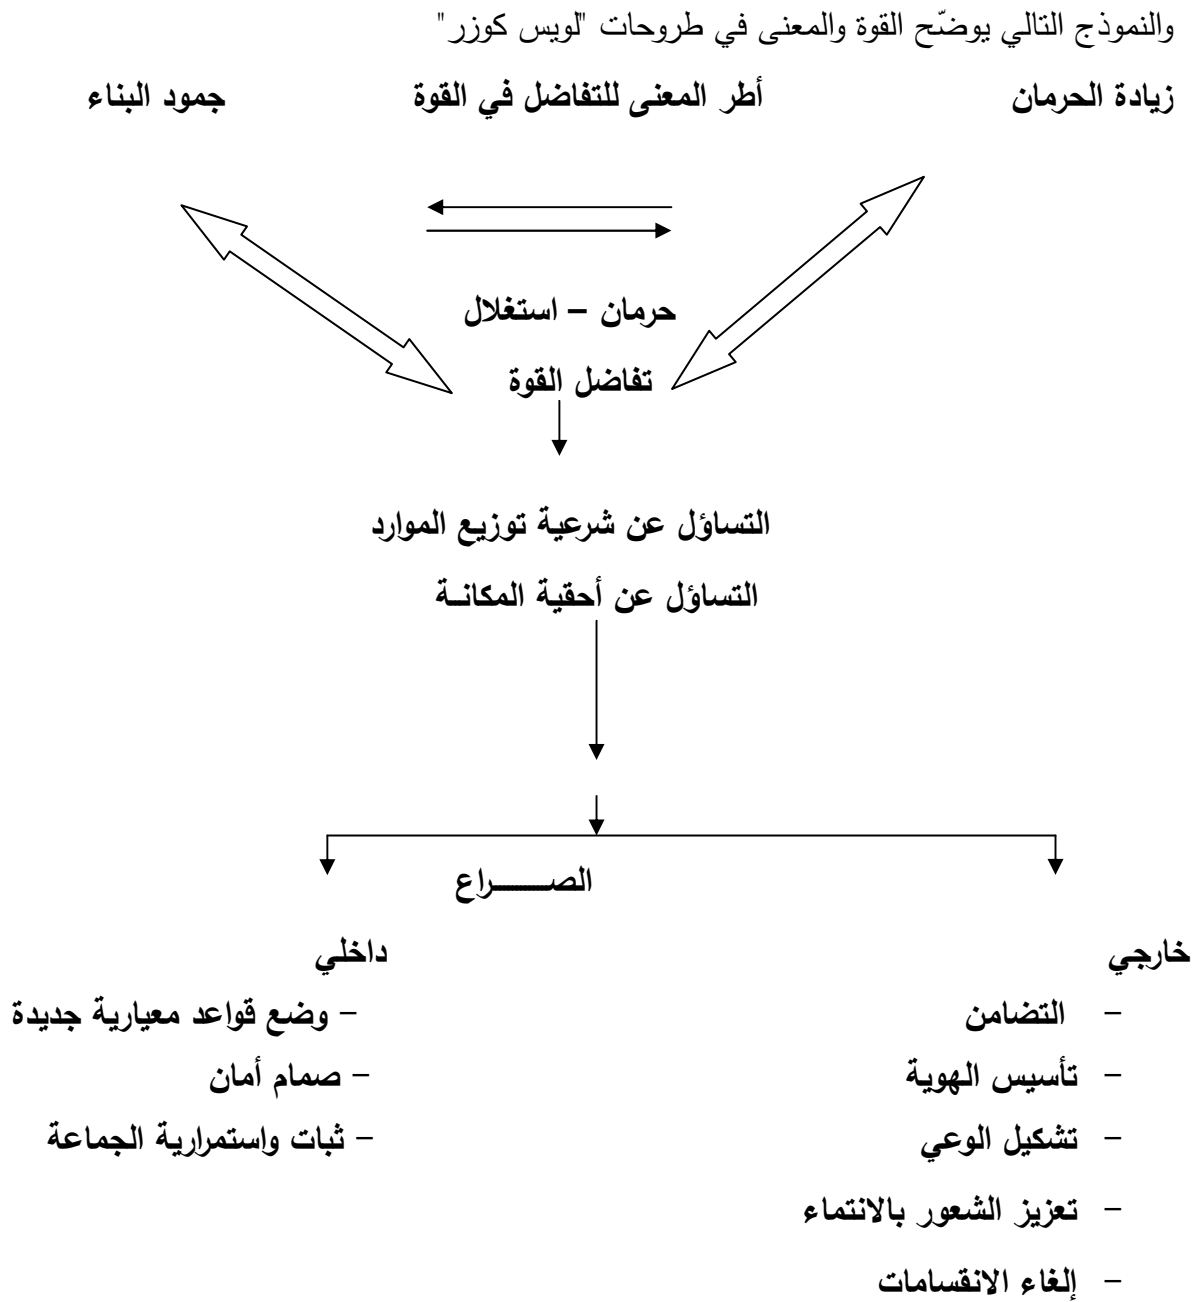 والنموذج التالي يوضّح القوة والمعنى في طروحات "لويس كوزر"
زيادة الحرمان أطر المعنى للتفاضل في القوة جمود البناء
حرمان – استغلال
تفاضل القوة
التساؤل عن شرعية توزيع الموارد
التساؤل عن أحقية المكانـة
الصــــــراع
خارجي داخلي
– التضامن – وضع قواعد معيارية جديدة
– تأسيس الهوية – صمام أمان
– تشكيل الوعي – ثبات واستمرارية الجماعة
– تعزيز الشعور بالانتماء
– إلغاء الانقسامات